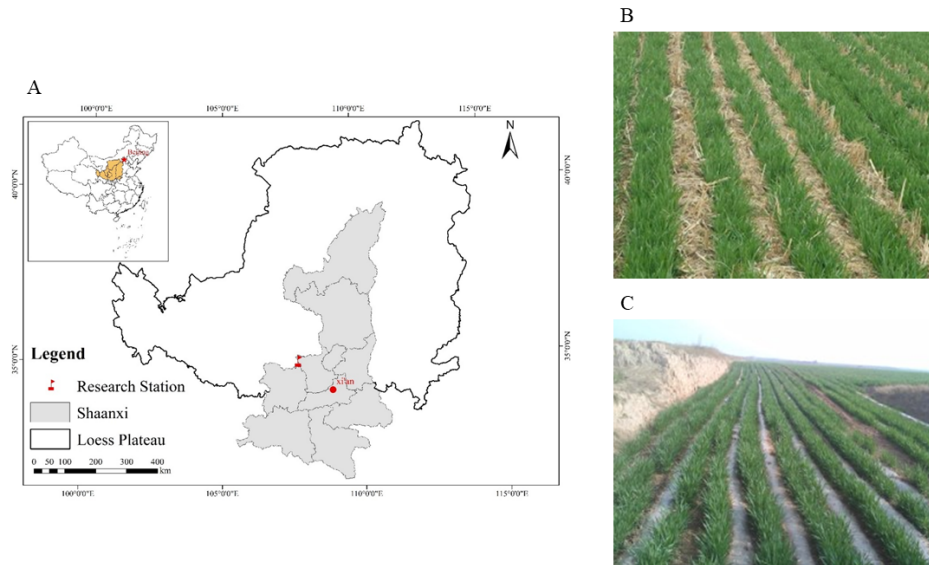 A
100°0'0"E 105°0'0"E 110°0'0"E 115°0'0"E
Beijing
N
40°0'0"N
40°0'0"N
35°0'0"N
35°0'0"N
xi'an
Legend
Research Station
Shaanxi
Loess Plateau
0 50 100 200 300 400
km
100°0'0"E 105°0'0"E 110°0'0"E 115°0'0"E
B
C